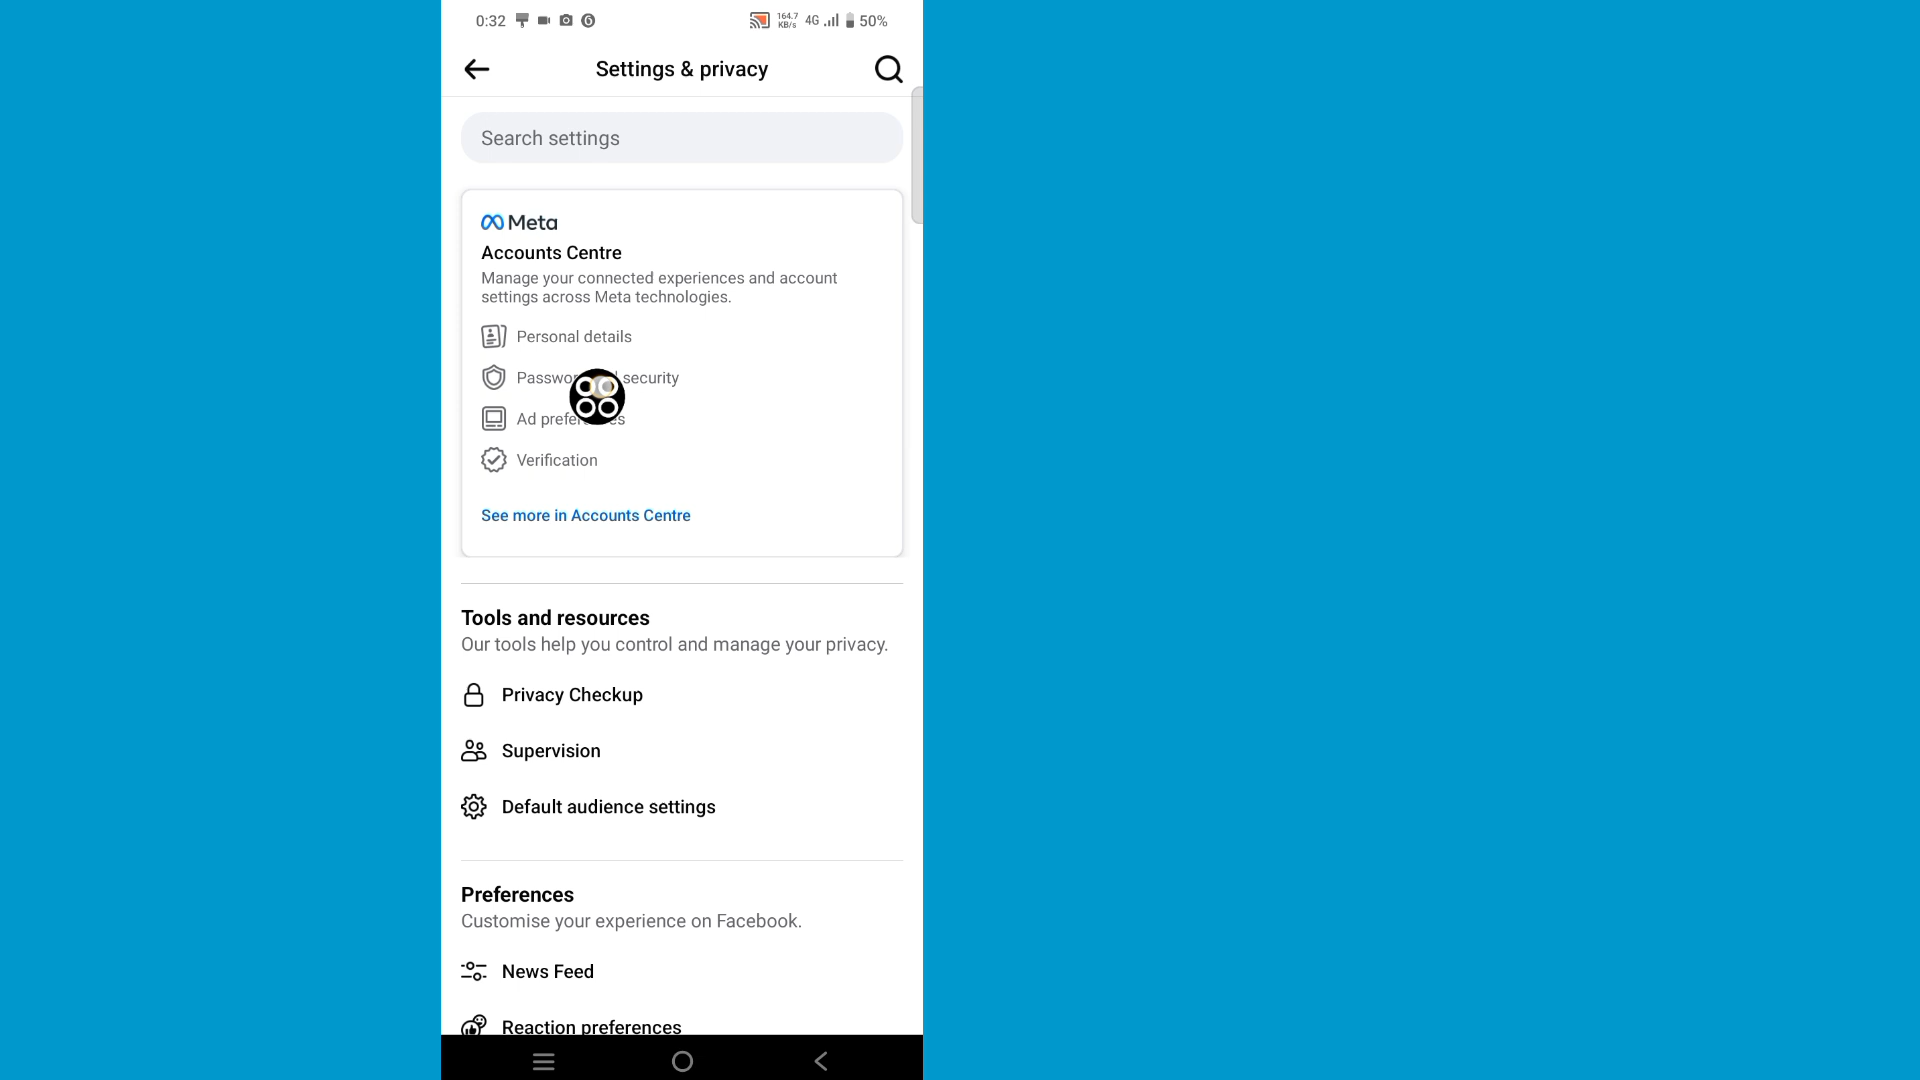 0:32
164.7
KB/s
4G
50%
Settings & privacy
Search settings
Meta
Accounts Centre
Manage your connected experiences and account
settings across Meta technologies.
Personal details
security
Verification
See more in Accounts Centre
Tools and resources
Our tools help you control and manage your privacy.
Privacy Checkup
Supervision
Default audience settings
Preferences
Customise your experience on Facebook.
News Feed
Reaction preferences